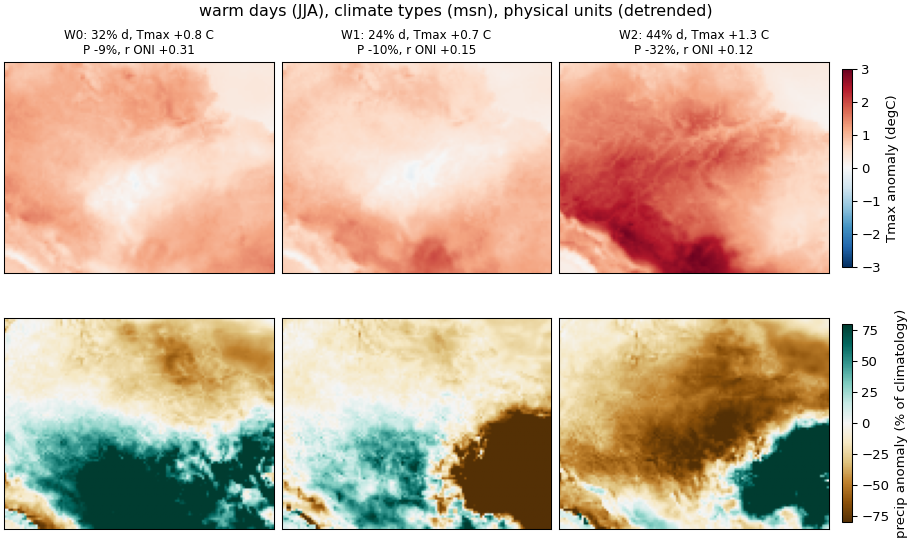 warm days (JJA), climate types (msn), physical units (detrended)
W0: 32% d, Tmax +0.8 C
P -9%, r ONI +0.31
W1: 24% d, Tmax +0.7 C
P -10%, r ONI +0.15
W2: 44% d, Tmax +1.3 C
P -32%, r ONI +0.12
3
2
1
0
−1
−2
−3
Tmax anomaly (degC)
75
50
25
0
−25
−50
−75
precip anomaly (% of climatology)